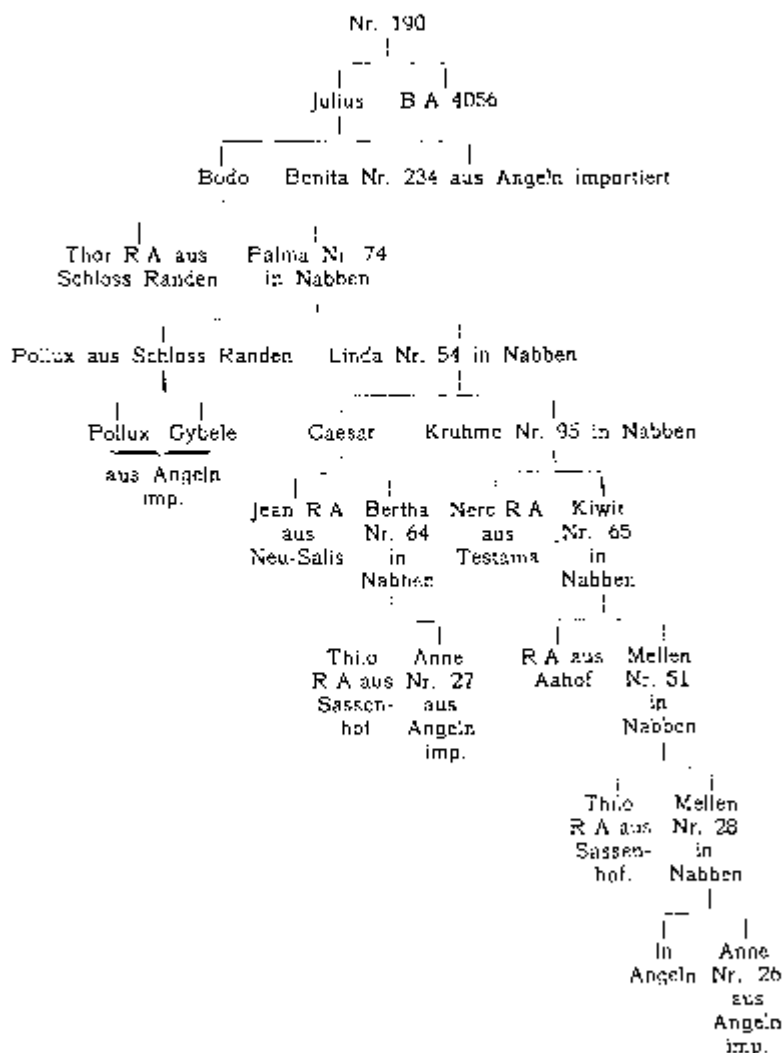 Nr. 190
Julius B A 4056
Bodo Benita Nr. 234 aus Angeln importiert
Thor R A aus Palma Nr. 74
Schloss Randen in Nabben
Pollux aus Schloss Randen Linda Nr. 54 in Nabben
Pollux Cybele Caesar Kruhme Nr. 95 in Nabben
aus Angeln
imp.
Jean R A Bertha Nero R A Kiwit
aus Nr. 64 aus Nr. 65
Neu-Salis in Testama in
Nabben Nabben
Thilo Anne R A aus Mellen
R A aus Nr. 27 Aahof Nr. 51
Sassen- aus in
hof Angeln Nabben
imp.
Thilo Mellen
R A aus Nr. 28
Sassen- in
hof. Nabben
In Anne
Angeln Nr. 26
aus
Angeln
imp.